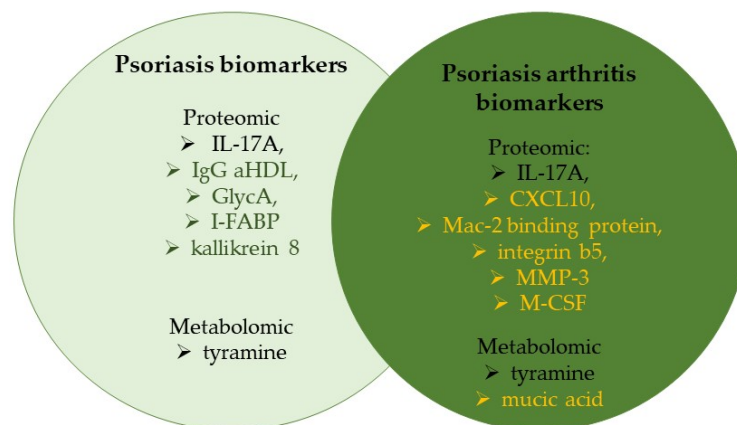 Psoriasis biomarkers
Proteomic
➢ IL-17A,
➢ IgG aHDL,
➢ GlycA,
➢ I-FABP
➢ kallikrein 8
Metabolomic
➢ tyramine
Psoriasis arthritis
biomarkers
Proteomic:
➢ IL-17A,
➢ CXCL10,
➢ Mac-2 binding protein,
➢ integrin b5,
➢ MMP-3
➢ M-CSF
Metabolomic
➢ tyramine
➢ mucic acid